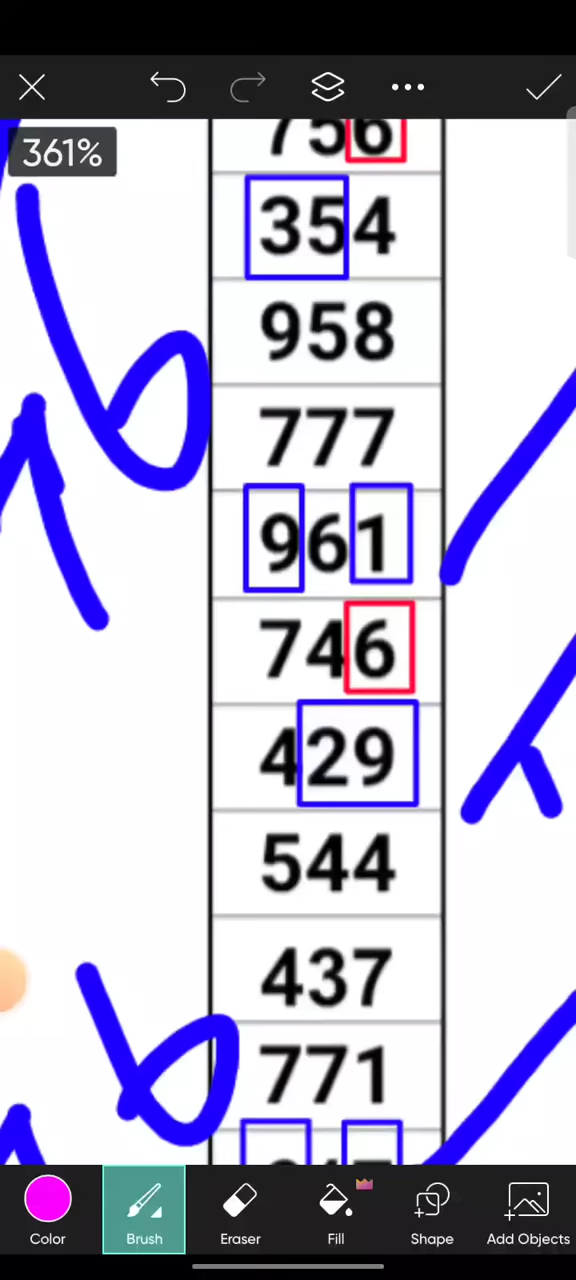 361%
756
354
958
777
961
746
429
544
437
771
Color
Brush
Eraser
Fill
Shape
Add Objects